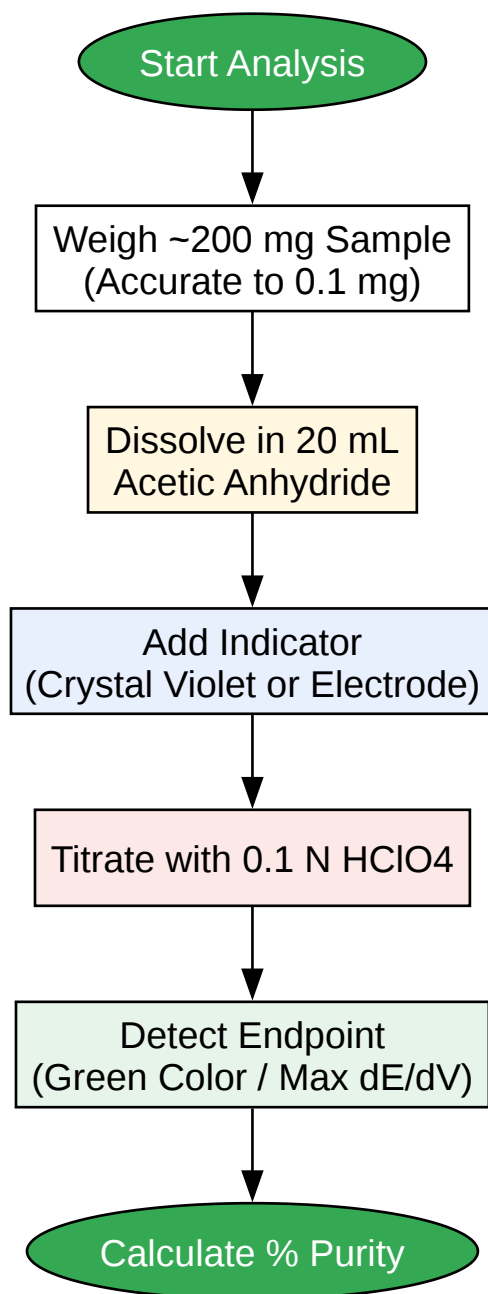 Start Analysis
Weigh ~200 mg Sample
(Accurate to 0.1 mg)
Dissolve in 20 mL
Acetic Anhydride
Add Indicator
(Crystal Violet or Electrode)
Titrate with 0.1 N HClO4
Detect Endpoint
(Green Color / Max dE/dV)
Calculate % Purity